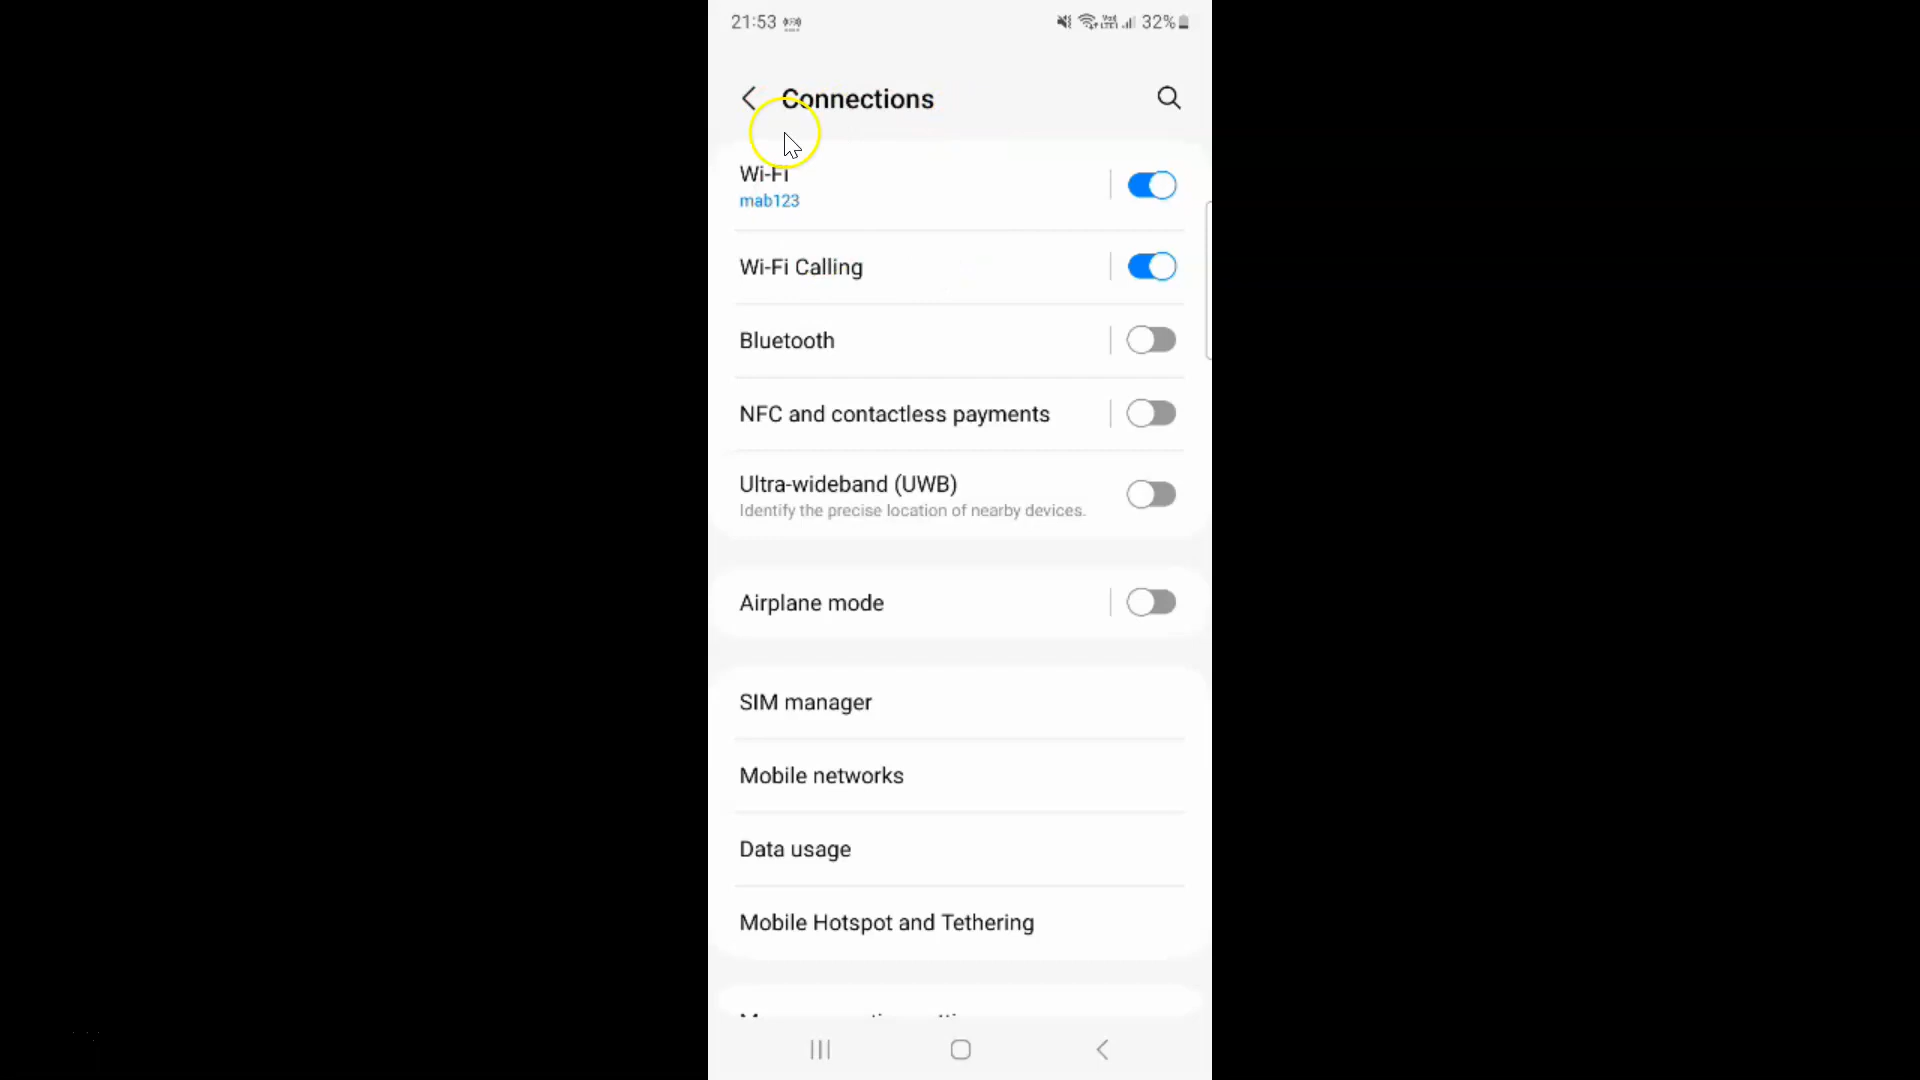 21:53
32%
Connections
Wi-Fi
mab123
Wi-Fi Calling
Bluetooth
NFC and contactless payments
Ultra-wideband (UWB)
Identify the precise location of nearby devices.
Airplane mode
SIM manager
Mobile networks
Data usage
Mobile Hotspot and Tethering